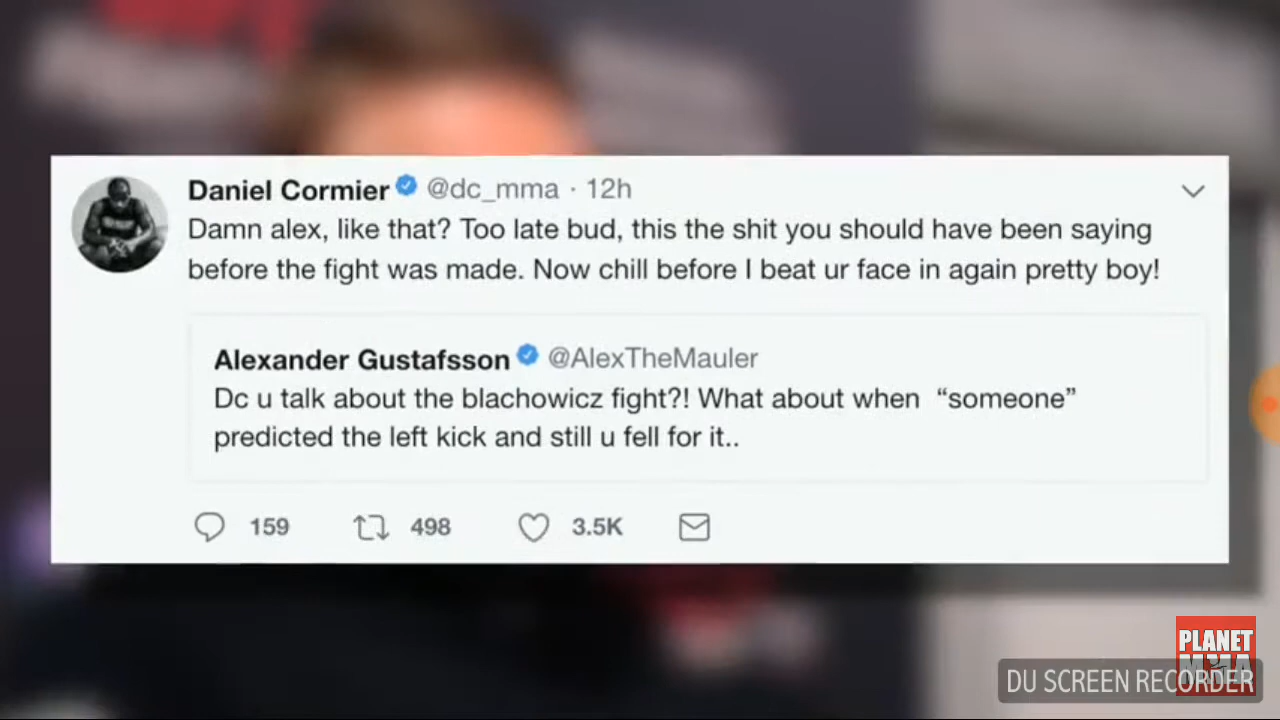 Daniel Cormier @dc_mma · 12h
Damn alex, like that? Too late bud, this the shit you should have been saying
before the fight was made. Now chill before I beat ur face in again pretty boy!
Alexander Gustafsson @AlexTheMauler
Dc u talk about the blachowicz fight?! What about when “someone”
predicted the left kick and still u fell for it..
159 498 3.5K
PLANET
MMA
DU SCREEN RECORDER